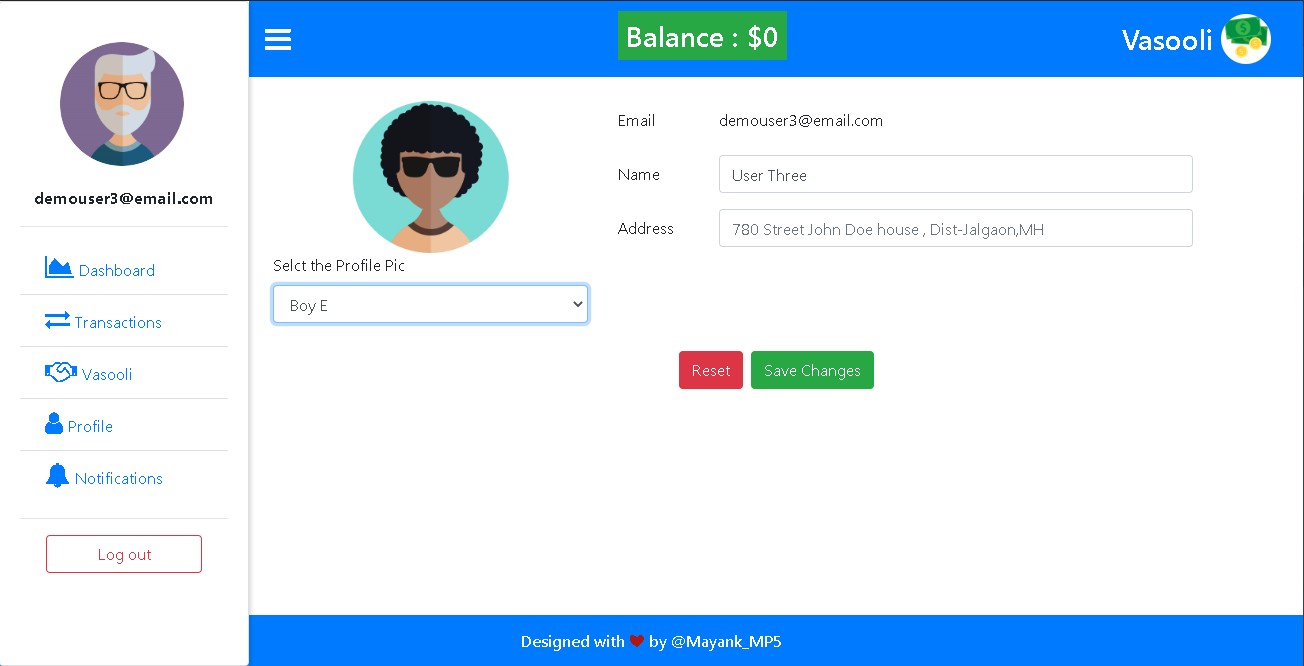 Balance : $0
Vasooli
demouser3@email.com
Dashboard
Transactions
Vasooli
Profile
Notifications
Log out
Selct the Profile Pic
Boy E
Email demouser3@email.com
Name User Three
Address 780 Street John Doe house , Dist-Jalgaon,MH
Reset Save Changes
Designed with ❤ by @Mayank_MP5